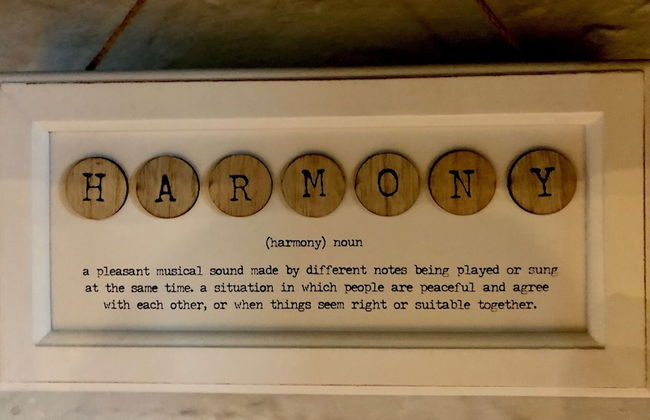 HARMONY
(harmony) noun
a pleasant musical sound made by different notes being played or sung
at the same time. a situation in which people are peaceful and agree
with each other, or when things seem right or suitable together.